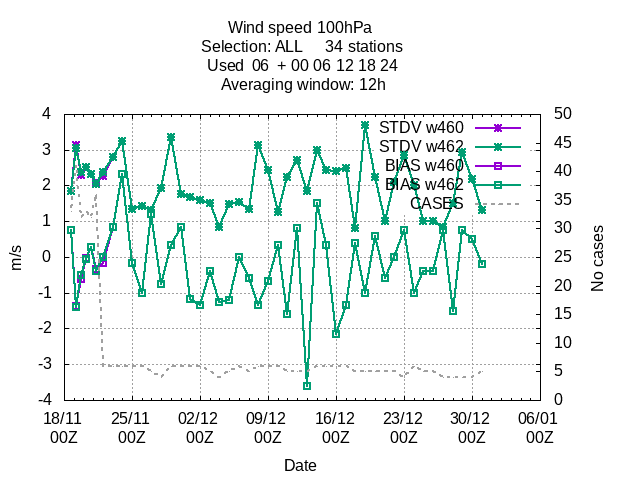 Wind speed 100hPa
Selection: ALL     34 stations
Used  06  + 00 06 12 18 24
Averaging window: 12h
4
3
2
1
0
-1
-2
-3
-4
m/s
50
45
40
35
30
25
20
15
10
5
0
No cases
STDV w460
STDV w462
BIAS w460
BIAS w462
CASES
18/11 25/11 02/12 09/12 16/12 23/12 30/12 06/01
00Z 00Z 00Z 00Z 00Z 00Z 00Z 00Z
Date